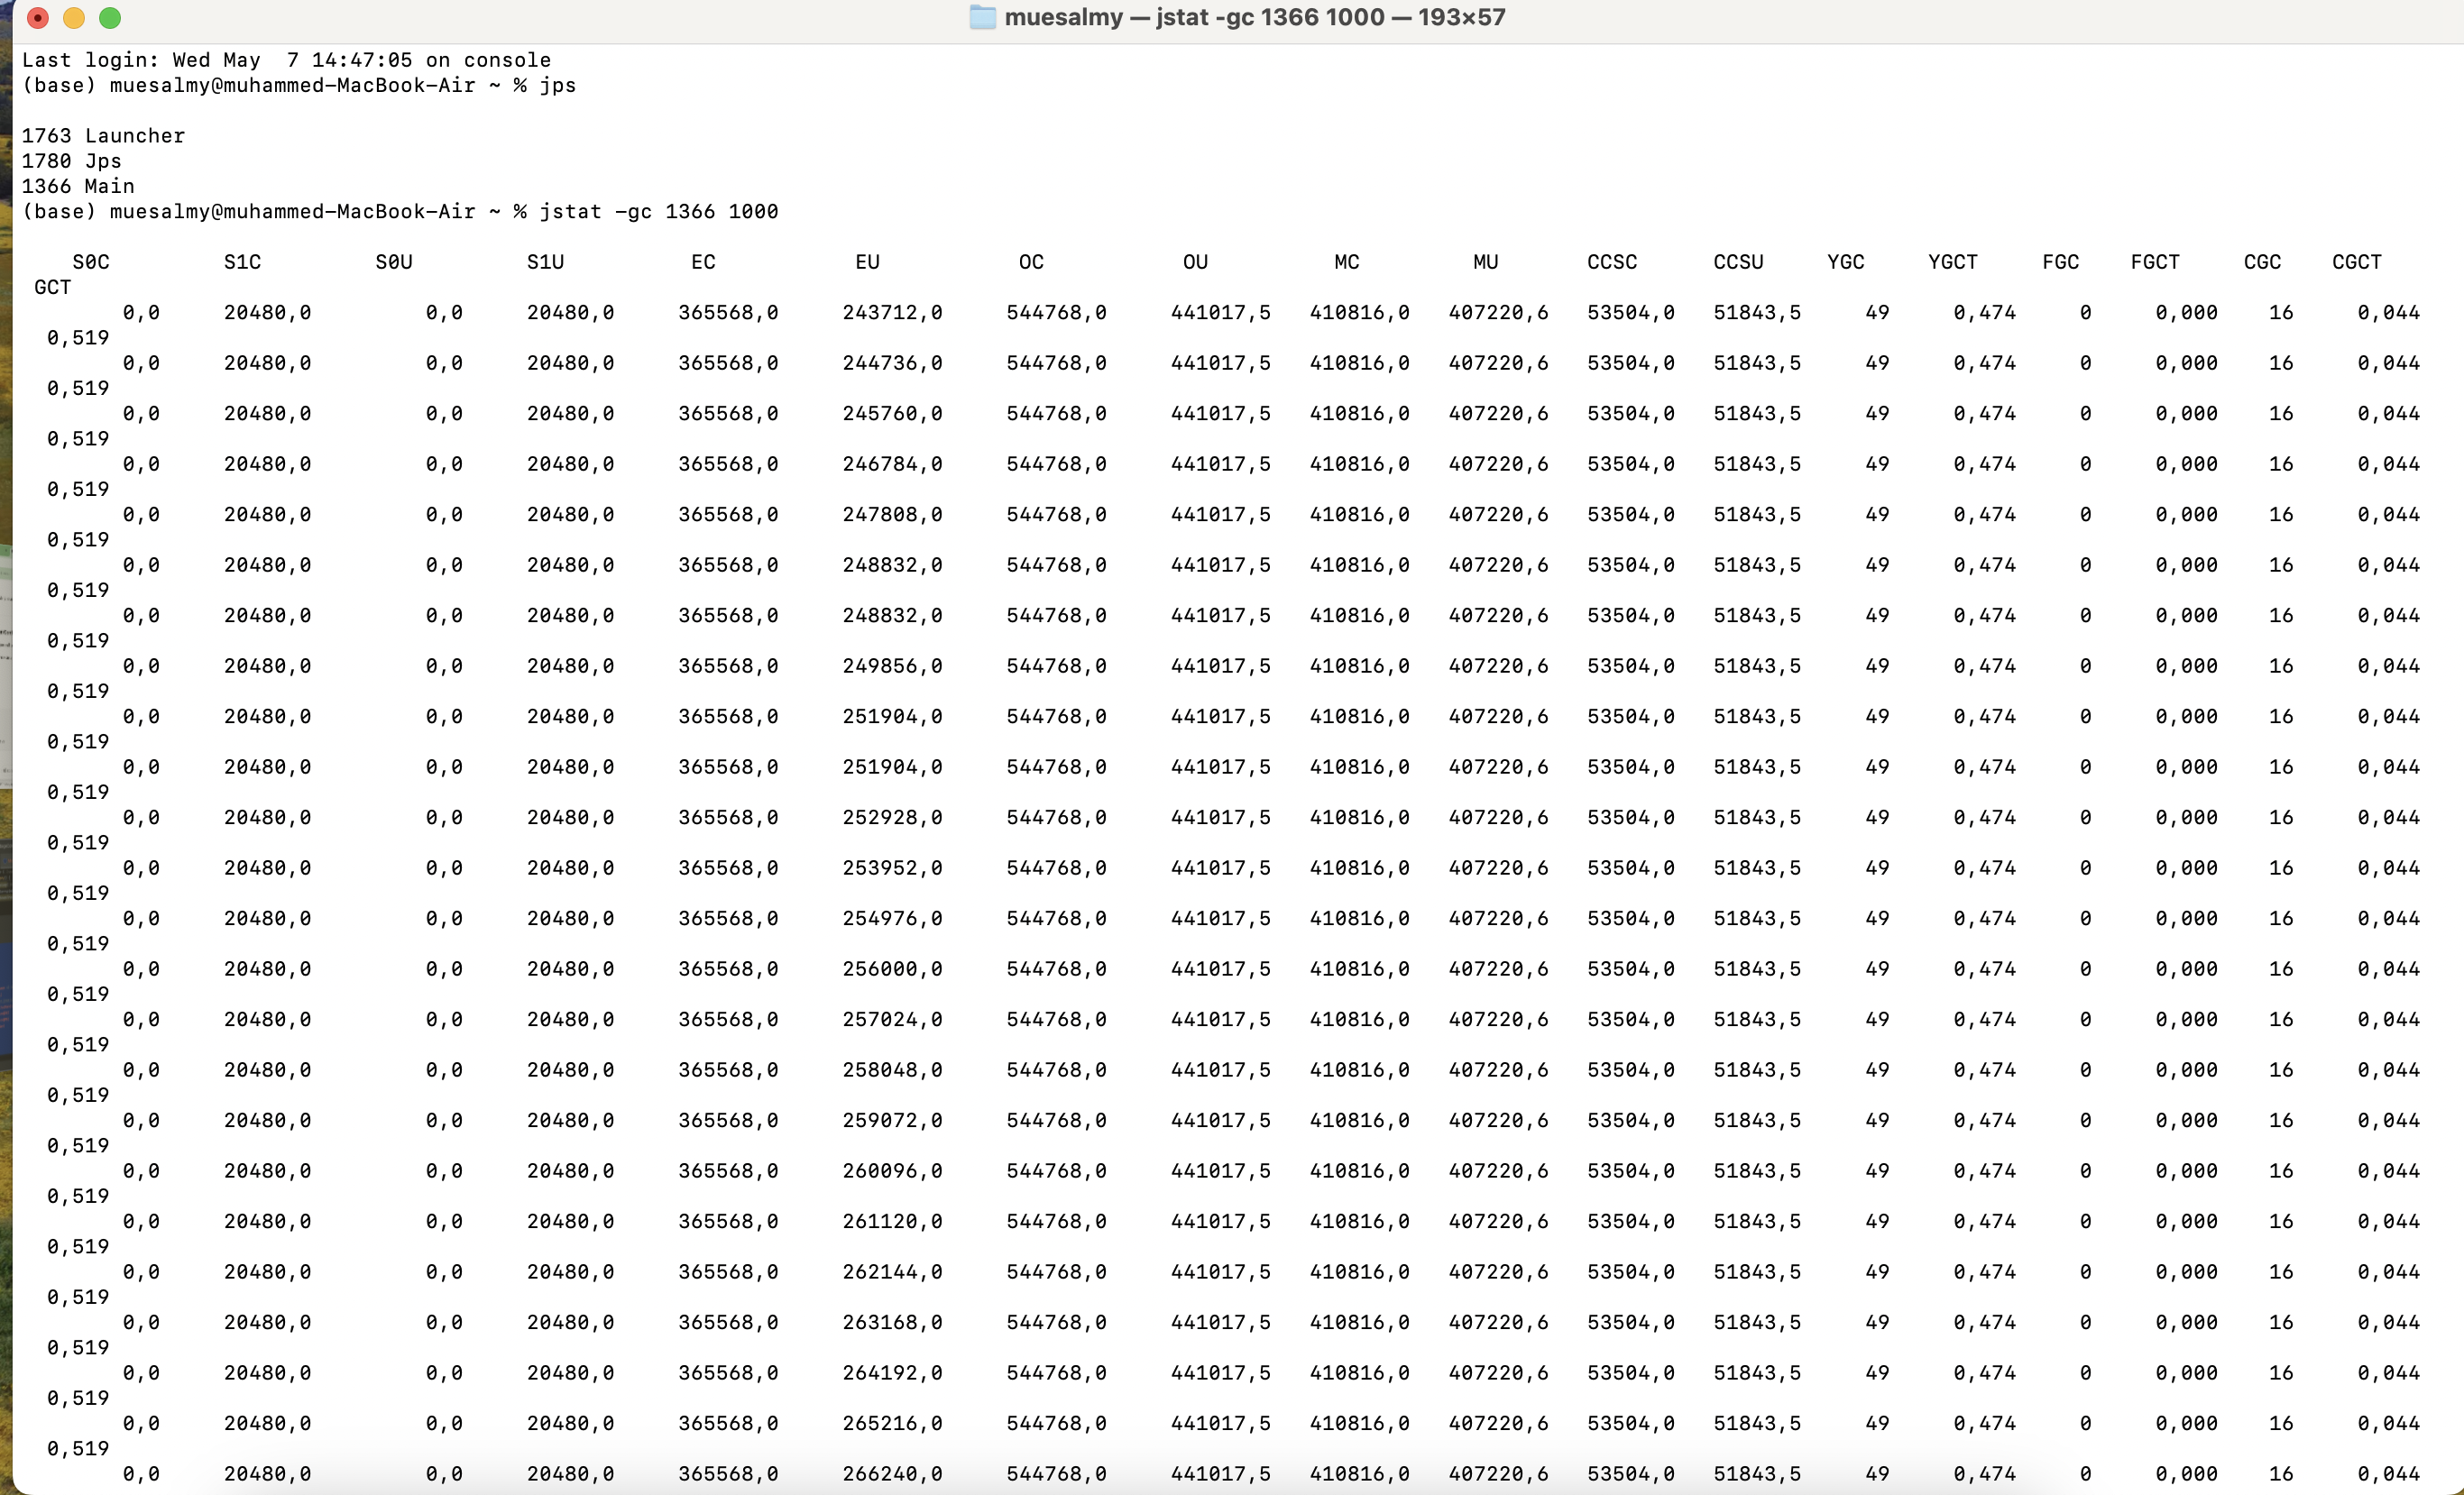 muesalmy — jstat -gc 1366 1000 — 193×57
Last login: Wed May  7 14:47:05 on console
(base) muesalmy@muhammed-MacBook-Air ~ % jps
1763 Launcher
1780 Jps
1366 Main
(base) muesalmy@muhammed-MacBook-Air ~ % jstat -gc 1366 1000
S0C S1C S0U S1U EC EU OC OU MC MU CCSC CCSU YGC YGCT FGC FGCT CGC CGCT
GCT
0,0 20480,0 0,0 20480,0 365568,0 243712,0 544768,0 441017,5 410816,0 407220,6 53504,0 51843,5 49 0,474 0 0,000 16 0,044
0,519
0,0 20480,0 0,0 20480,0 365568,0 244736,0 544768,0 441017,5 410816,0 407220,6 53504,0 51843,5 49 0,474 0 0,000 16 0,044
0,519
0,0 20480,0 0,0 20480,0 365568,0 245760,0 544768,0 441017,5 410816,0 407220,6 53504,0 51843,5 49 0,474 0 0,000 16 0,044
0,519
0,0 20480,0 0,0 20480,0 365568,0 246784,0 544768,0 441017,5 410816,0 407220,6 53504,0 51843,5 49 0,474 0 0,000 16 0,044
0,519
0,0 20480,0 0,0 20480,0 365568,0 247808,0 544768,0 441017,5 410816,0 407220,6 53504,0 51843,5 49 0,474 0 0,000 16 0,044
0,519
0,0 20480,0 0,0 20480,0 365568,0 248832,0 544768,0 441017,5 410816,0 407220,6 53504,0 51843,5 49 0,474 0 0,000 16 0,044
0,519
0,0 20480,0 0,0 20480,0 365568,0 248832,0 544768,0 441017,5 410816,0 407220,6 53504,0 51843,5 49 0,474 0 0,000 16 0,044
0,519
0,0 20480,0 0,0 20480,0 365568,0 249856,0 544768,0 441017,5 410816,0 407220,6 53504,0 51843,5 49 0,474 0 0,000 16 0,044
0,519
0,0 20480,0 0,0 20480,0 365568,0 251904,0 544768,0 441017,5 410816,0 407220,6 53504,0 51843,5 49 0,474 0 0,000 16 0,044
0,519
0,0 20480,0 0,0 20480,0 365568,0 251904,0 544768,0 441017,5 410816,0 407220,6 53504,0 51843,5 49 0,474 0 0,000 16 0,044
0,519
0,0 20480,0 0,0 20480,0 365568,0 252928,0 544768,0 441017,5 410816,0 407220,6 53504,0 51843,5 49 0,474 0 0,000 16 0,044
0,519
0,0 20480,0 0,0 20480,0 365568,0 253952,0 544768,0 441017,5 410816,0 407220,6 53504,0 51843,5 49 0,474 0 0,000 16 0,044
0,519
0,0 20480,0 0,0 20480,0 365568,0 254976,0 544768,0 441017,5 410816,0 407220,6 53504,0 51843,5 49 0,474 0 0,000 16 0,044
0,519
0,0 20480,0 0,0 20480,0 365568,0 256000,0 544768,0 441017,5 410816,0 407220,6 53504,0 51843,5 49 0,474 0 0,000 16 0,044
0,519
0,0 20480,0 0,0 20480,0 365568,0 257024,0 544768,0 441017,5 410816,0 407220,6 53504,0 51843,5 49 0,474 0 0,000 16 0,044
0,519
0,0 20480,0 0,0 20480,0 365568,0 258048,0 544768,0 441017,5 410816,0 407220,6 53504,0 51843,5 49 0,474 0 0,000 16 0,044
0,519
0,0 20480,0 0,0 20480,0 365568,0 259072,0 544768,0 441017,5 410816,0 407220,6 53504,0 51843,5 49 0,474 0 0,000 16 0,044
0,519
0,0 20480,0 0,0 20480,0 365568,0 260096,0 544768,0 441017,5 410816,0 407220,6 53504,0 51843,5 49 0,474 0 0,000 16 0,044
0,519
0,0 20480,0 0,0 20480,0 365568,0 261120,0 544768,0 441017,5 410816,0 407220,6 53504,0 51843,5 49 0,474 0 0,000 16 0,044
0,519
0,0 20480,0 0,0 20480,0 365568,0 262144,0 544768,0 441017,5 410816,0 407220,6 53504,0 51843,5 49 0,474 0 0,000 16 0,044
0,519
0,0 20480,0 0,0 20480,0 365568,0 263168,0 544768,0 441017,5 410816,0 407220,6 53504,0 51843,5 49 0,474 0 0,000 16 0,044
0,519
0,0 20480,0 0,0 20480,0 365568,0 264192,0 544768,0 441017,5 410816,0 407220,6 53504,0 51843,5 49 0,474 0 0,000 16 0,044
0,519
0,0 20480,0 0,0 20480,0 365568,0 265216,0 544768,0 441017,5 410816,0 407220,6 53504,0 51843,5 49 0,474 0 0,000 16 0,044
0,519
0,0 20480,0 0,0 20480,0 365568,0 266240,0 544768,0 441017,5 410816,0 407220,6 53504,0 51843,5 49 0,474 0 0,000 16 0,044